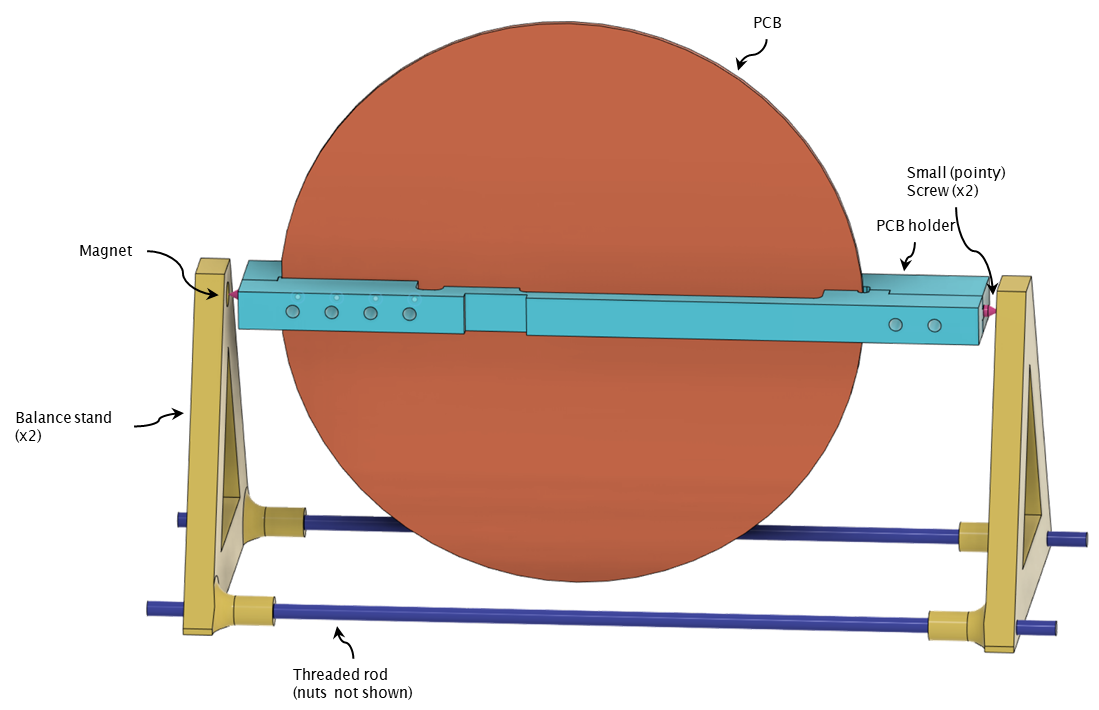 PCB
Small (pointy)
Screw (x2)
PCB holder
Magnet
Balance stand
(x2)
Threaded rod
(nuts not shown)